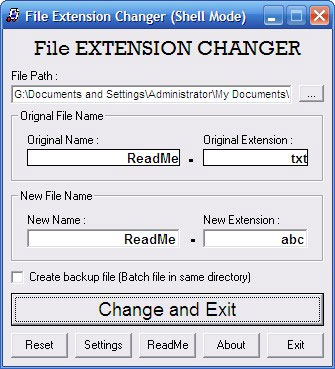 File Extension Changer (Shell Mode)
File EXTENSION CHANGER
File Path :
G:\Documents and Settings\Administrator\My Documents\
...
Orignal File Name
Orignal Name :
Orignal Extension :
ReadMe - txt
New File Name
New Name :
New Extension :
ReadMe - abc
Create backup file (Batch file in same directory)
Change and Exit
Reset Settings ReadMe About Exit